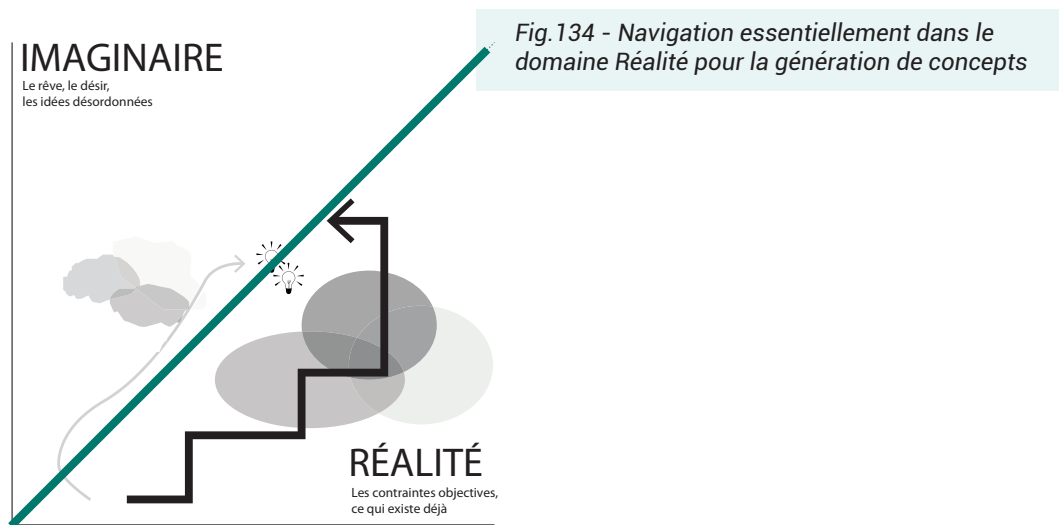 Fig.134 - Navigation essentiellement dans le
domaine Réalité pour la génération de concepts
IMAGINAIRE
Le rêve, le désir,
les idées désordonnées
RÉALITÉ
Les contraintes objectives,
ce qui existe déjà